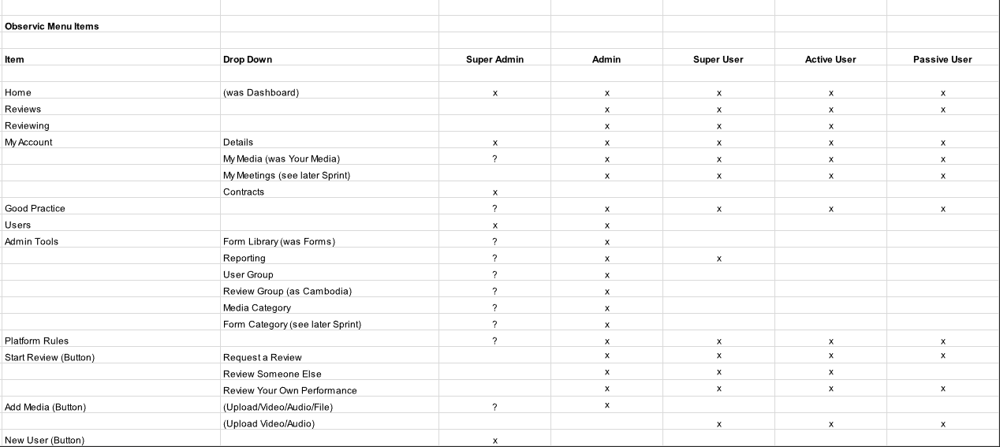 Observic Menu Items
Item Drop Down Super Admin Admin Super User Active User Passive User
Home (was Dashboard) x x x x x
Reviews x x x x
Reviewing x x x
My Account Details x x x x x
My Media (was Your Media) ? x x x x
My Meetings (see later Sprint) x x x x
Contracts x
Good Practice ? x x x x
Users x x
Admin Tools Form Library (was Forms) ? x
Reporting ? x x
User Group ? x
Review Group (as Cambodia) ? x
Media Category ? x
Form Category (see later Sprint) ? x
Platform Rules ? x x x x
Start Review (Button) Request a Review x x x x
Review Someone Else x x x
Review Your Own Performance x x x x
Add Media (Button) (Upload/Video/Audio/File) ? x
(Upload Video/Audio) x x x
New User (Button) x